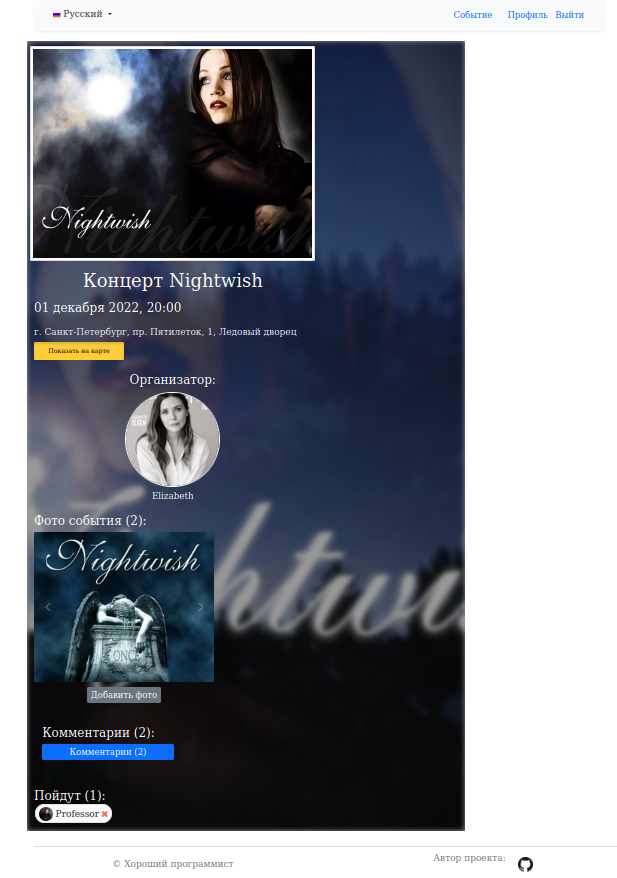 Русский
Событие Профиль Выйти
Nightwish
Nightwish
Концерт Nightwish
01 декабря 2022, 20:00
г. Санкт-Петербург, пр. Пятилеток, 1, Ледовый дворец
Показать на карте
Организатор:
Elizabeth
Фото события (2):
Nightwish
ONCE
Добавить фото
Комментарии (2):
Комментарии (2)
Пойдут (1):
Professor
© Хороший программист
Автор проекта: